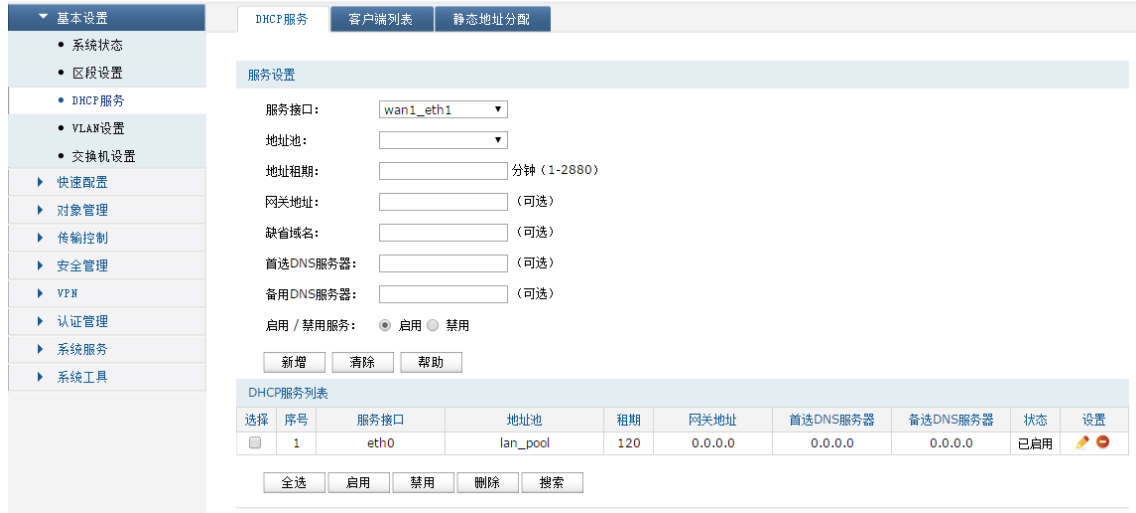 基本设置
系统状态
区段设置
DHCP服务
VLAN设置
交换机设置
快速配置
对象管理
传输控制
安全管理
VPN
认证管理
系统服务
系统工具
DHCP服务 客户端列表 静态地址分配
服务设置
服务接口: wan1_eth1
地址池:
地址租期: 分钟 (1-2880)
网关地址: (可选)
缺省域名: (可选)
首选DNS服务器: (可选)
备用DNS服务器: (可选)
启用 / 禁用服务: 启用 禁用
新增 清除 帮助
DHCP服务列表
选择 序号 服务接口 地址池 租期 网关地址 首选DNS服务器 备选DNS服务器 状态 设置
1 eth0 lan_pool 120 0.0.0.0 0.0.0.0 0.0.0.0 已启用
全选 启用 禁用 删除 搜索